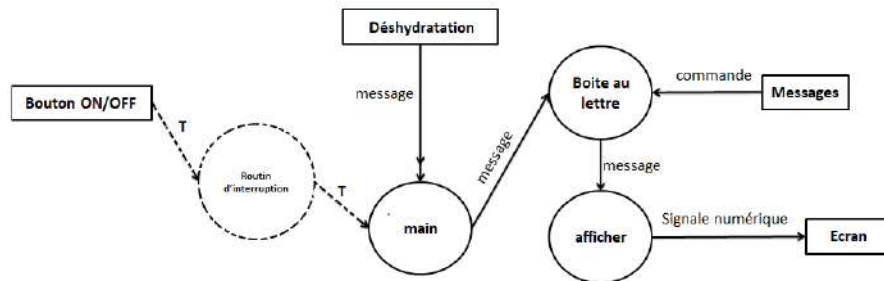 Déshydratation
Bouton ON/OFF
T
Routin
d'interruption
T
message
main
message
Boite au
lettre
commande
Messages
message
afficher
Signale numérique
Ecran